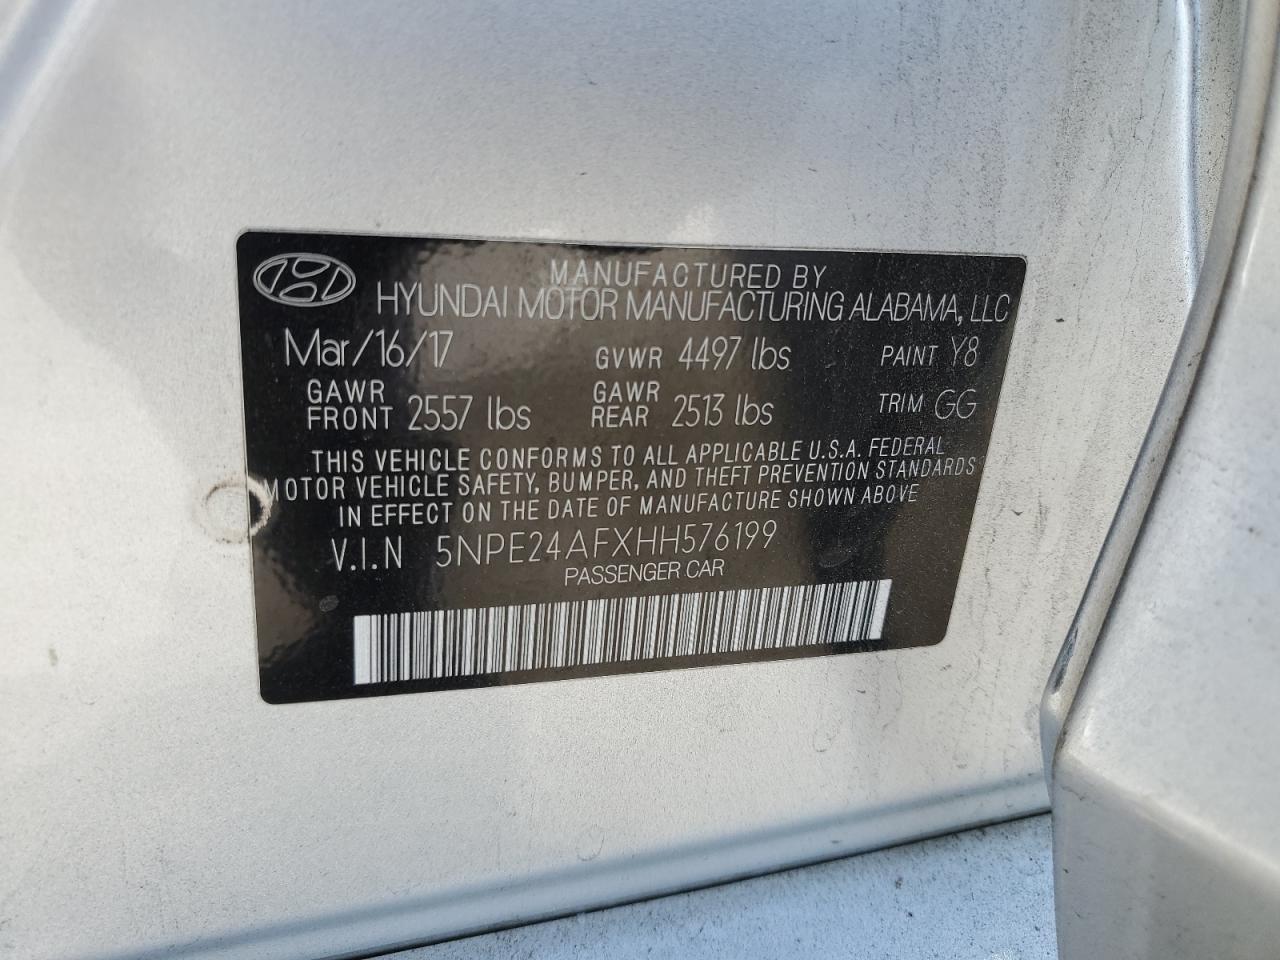 MANUFACTURED BY
HYUNDAI MOTOR MANUFACTURING ALABAMA, LLC
Mar/16/17 GVWR 4497 lbs PAINT Y8
GAWR FRONT 2557 lbs GAWR REAR 2513 lbs TRIM GG
THIS VEHICLE CONFORMS TO ALL APPLICABLE U.S.A. FEDERAL
MOTOR VEHICLE SAFETY, BUMPER, AND THEFT PREVENTION STANDARDS
IN EFFECT ON THE DATE OF MANUFACTURE SHOWN ABOVE
V.I.N 5NPE24AFXHH576199
PASSENGER CAR